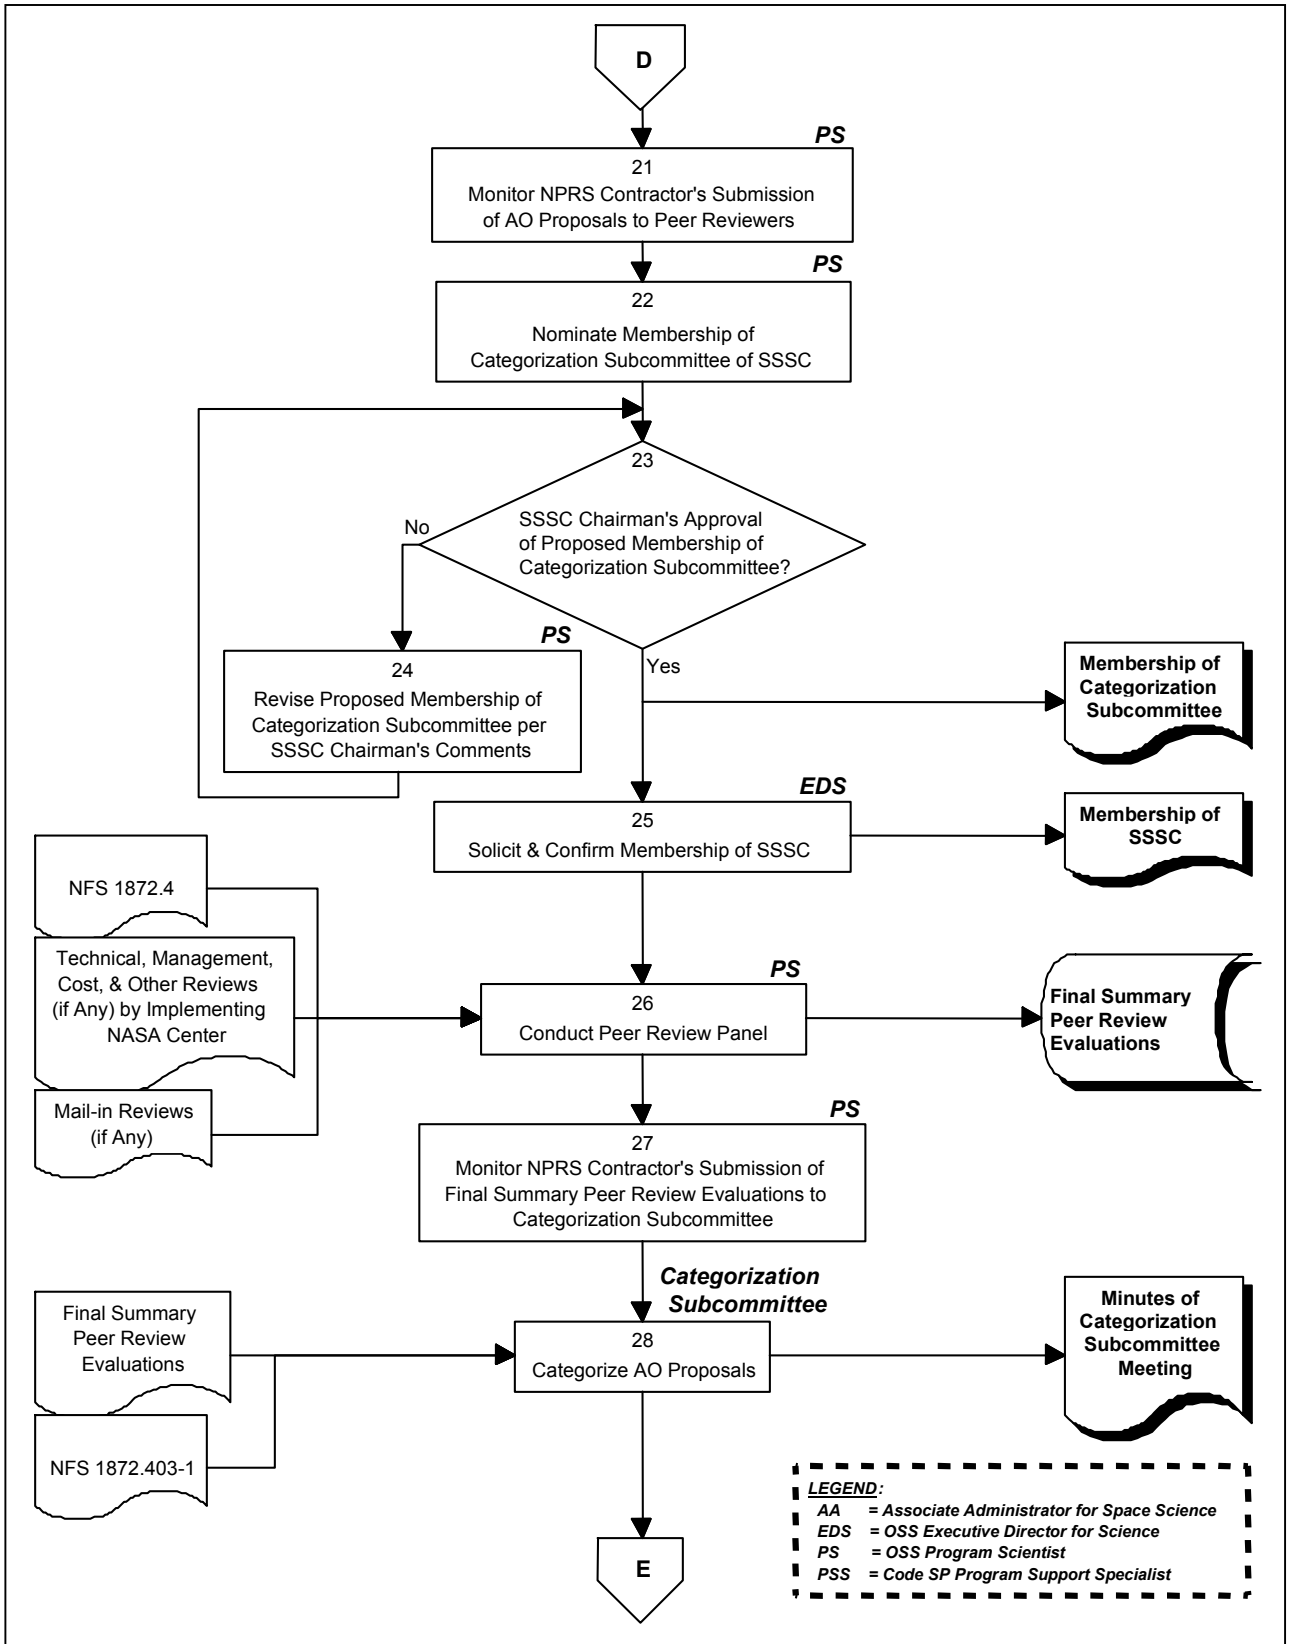 D
PS
21
Monitor NPRS Contractor's Submission
of AO Proposals to Peer Reviewers
PS
22
Nominate Membership of
Categorization Subcommittee of SSSC
23
SSSC Chairman's Approval
of Proposed Membership of
Categorization Subcommittee?
No
Yes
PS
24
Revise Proposed Membership of
Categorization Subcommittee per
SSSC Chairman's Comments
Membership of
Categorization
Subcommittee
EDS
25
Solicit & Confirm Membership of SSSC
Membership of
SSSC
NFS 1872.4
Technical, Management,
Cost, & Other Reviews
(if Any) by Implementing
NASA Center
Mail-in Reviews
(if Any)
PS
26
Conduct Peer Review Panel
Final Summary
Peer Review
Evaluations
PS
27
Monitor NPRS Contractor's Submission of
Final Summary Peer Review Evaluations to
Categorization Subcommittee
Categorization
Subcommittee
Final Summary
Peer Review
Evaluations
NFS 1872.403-1
28
Categorize AO Proposals
Minutes of
Categorization
Subcommittee
Meeting
E
LEGEND:
AA = Associate Administrator for Space Science
EDS = OSS Executive Director for Science
PS = OSS Program Scientist
PSS = Code SP Program Support Specialist